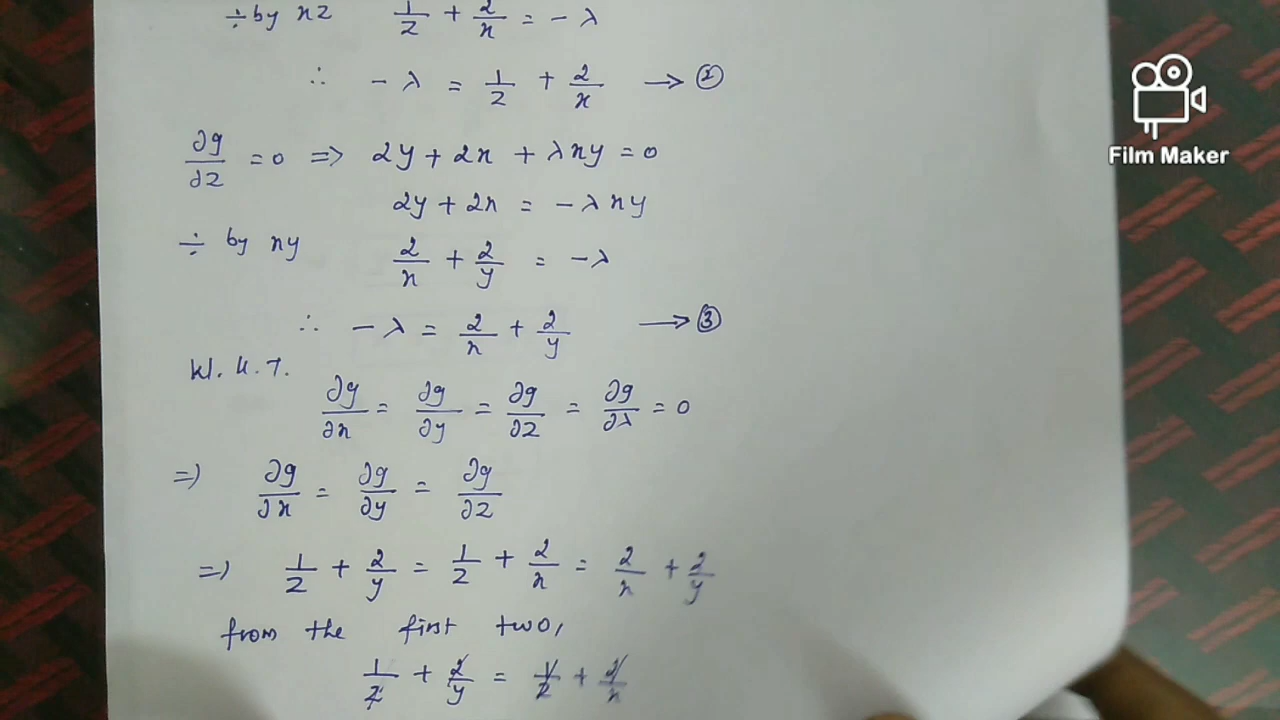 ÷ by xz 1/z + 2/x = - λ
∴ - λ = 1/z + 2/x → ②
∂g/∂z = 0 => 2y + 2x + λxy = 0
2y + 2x = - λxy
÷ by xy 2/x + 2/y = - λ
∴ - λ = 2/x + 2/y → ③
W.K.T.
∂g/∂x = ∂g/∂y = ∂g/∂z = ∂g/∂λ = 0
=> ∂g/∂x = ∂g/∂y = ∂g/∂z
=> 1/z + 2/y = 1/z + 2/x = 2/x + 2/y
from the first two,
1/z + 2/y = 1/z + 2/x
Film Maker